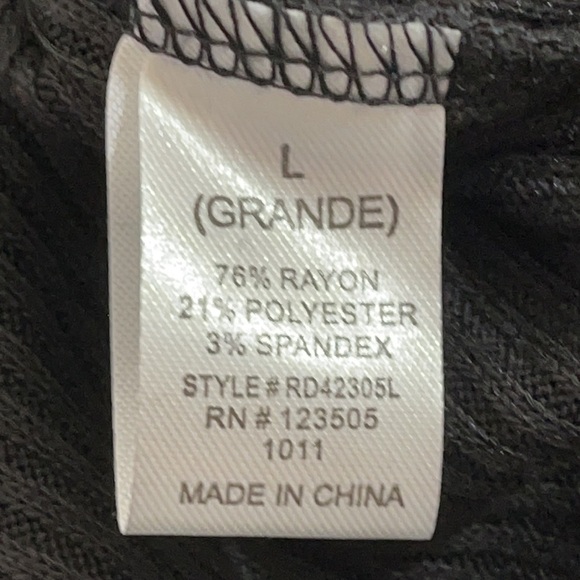 L
(GRANDE)
76% RAYON
21% POLYESTER
3% SPANDEX
STYLE # RD42305L
RN # 123505
1011
MADE IN CHINA